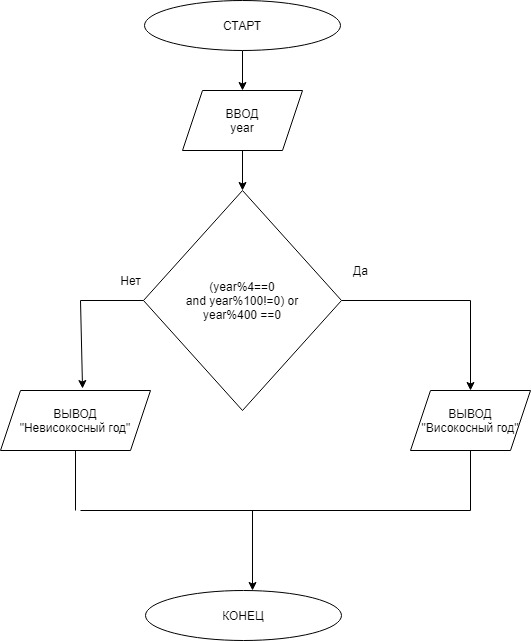 СТАРТ
ВВОД
year
Нет
Да
(year%4==0
and year%100!=0) or
year%400 ==0
ВЫВОД
"Невисокосный год"
ВЫВОД
"Високосный год"
КОНЕЦ